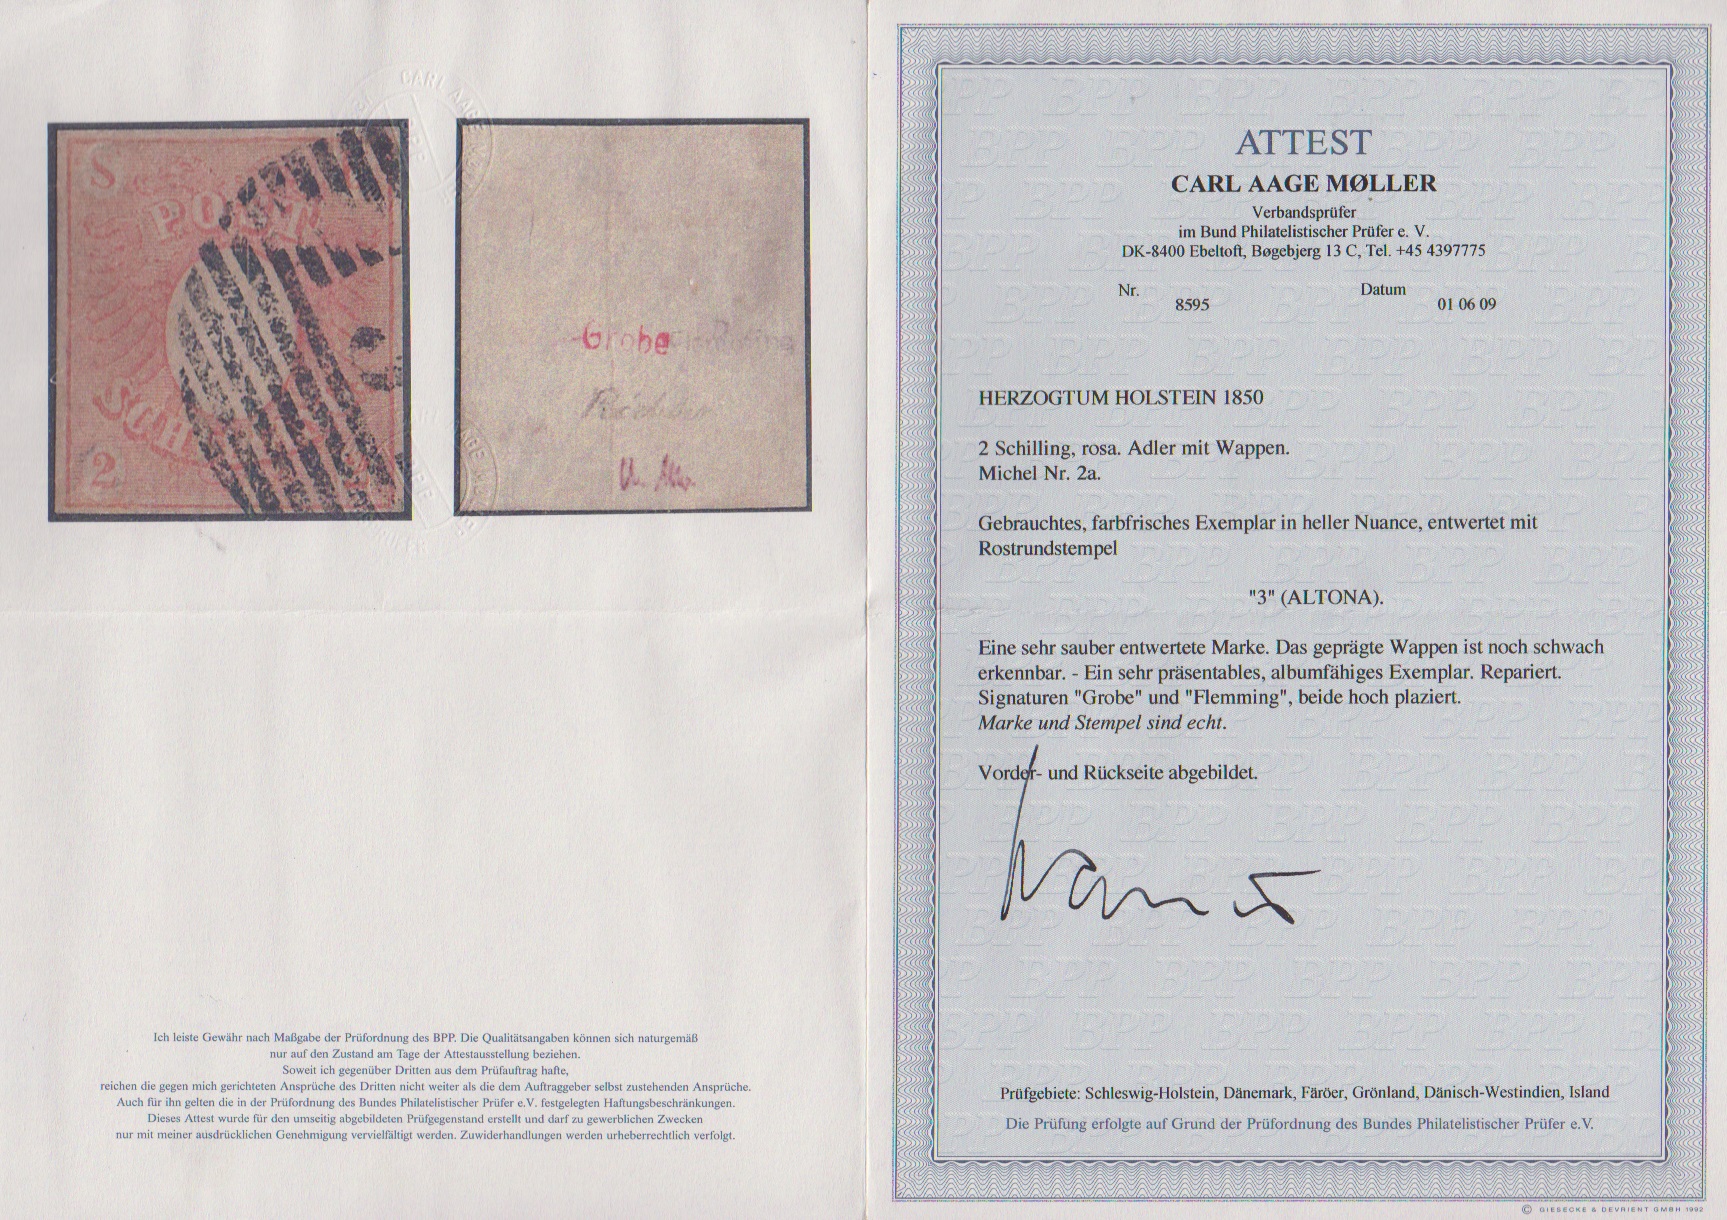 CARL AAGE
S
POST
SCH
2
Grobe
Richter
Ich leiste Gewähr nach Maßgabe der Prüfordnung des BPP. Die Qualitätsangaben können sich naturgemäß
nur auf den Zustand am Tage der Attestausstellung beziehen.
Soweit ich gegenüber Dritten aus dem Prüfauftrag hafte,
reichen die gegen mich gerichteten Ansprüche des Dritten nicht weiter als die dem Auftraggeber selbst zustehenden Ansprüche.
Auch für ihn gelten die in der Prüfordnung des Bundes Philatelistischer Prüfer e.V. festgelegten Haftungsbeschränkungen.
Dieses Attest wurde für den umseitig abgebildeten Prüfgegenstand erstellt und darf zu gewerblichen Zwecken
nur mit meiner ausdrücklichen Genehmigung vervielfältigt werden. Zuwiderhandlungen werden urheberrechtlich verfolgt.
ATTEST
CARL AAGE MØLLER
Verbandsprüfer
im Bund Philatelistischer Prüfer e. V.
DK-8400 Ebeltoft, Bøgebjerg 13 C, Tel. +45 4397775
Nr. Datum
8595 01 06 09
HERZOGTUM HOLSTEIN 1850
2 Schilling, rosa. Adler mit Wappen.
Michel Nr. 2a.
Gebrauchtes, farbfrisches Exemplar in heller Nuance, entwertet mit
Rostrundstempel
"3" (ALTONA).
Eine sehr sauber entwertete Marke. Das geprägte Wappen ist noch schwach
erkennbar. - Ein sehr präsentables, albumfähiges Exemplar. Repariert.
Signaturen "Grobe" und "Flemming", beide hoch plaziert.
Marke und Stempel sind echt.
Vorder- und Rückseite abgebildet.
Prüfgebiete: Schleswig-Holstein, Dänemark, Färöer, Grönland, Dänisch-Westindien, Island
Die Prüfung erfolgte auf Grund der Prüfordnung des Bundes Philatelistischer Prüfer e.V.
© GIESECKE & DEVRIENT GMBH 1992